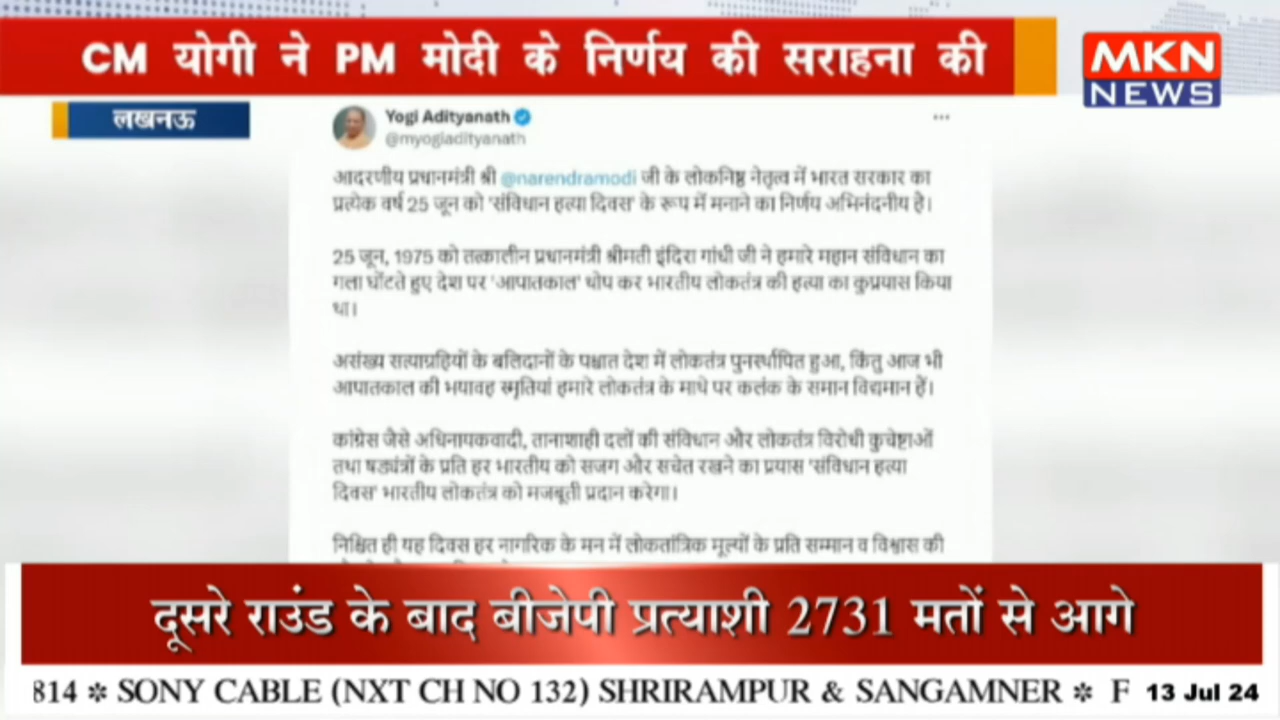 CM योगी ने PM मोदी के निर्णय की सराहना की
MKN
NEWS
लखनऊ
Yogi Adityanath
@myogiadityanath
आदरणीय प्रधानमंत्री श्री @narendramodi जी के लोकनिष्ठ नेतृत्व में भारत सरकार का
प्रत्येक वर्ष 25 जून को 'संविधान हत्या दिवस' के रूप में मनाने का निर्णय अभिनंदनीय है।
25 जून, 1975 को तत्कालीन प्रधानमंत्री श्रीमती इंदिरा गांधी जी ने हमारे महान संविधान का
गला घोंटते हुए देश पर 'आपातकाल' थोप कर भारतीय लोकतंत्र की हत्या का कुप्रयास किया
था।
असंख्य सत्याग्रहियों के बलिदानों के पश्चात देश में लोकतंत्र पुनर्स्थापित हुआ, किंतु आज भी
आपातकाल की भयावह स्मृतियां हमारे लोकतंत्र के माथे पर कलंक के समान विद्यमान हैं।
कांग्रेस जैसे अधिनायकवादी, तानाशाही दलों की संविधान और लोकतंत्र विरोधी कुचेष्टाओं
तथा षड्यंत्रों के प्रति हर भारतीय को सजग और सचेत रखने का प्रयास 'संविधान हत्या
दिवस' भारतीय लोकतंत्र को मजबूती प्रदान करेगा।
निश्चित ही यह दिवस हर नागरिक के मन में लोकतांत्रिक मूल्यों के प्रति सम्मान व विश्वास की
दूसरे राउंड के बाद बीजेपी प्रत्याशी 2731 मतों से आगे
814 * SONY CABLE (NXT CH NO 132) SHRIRAMPUR & SANGAMNER * F 13 Jul 24